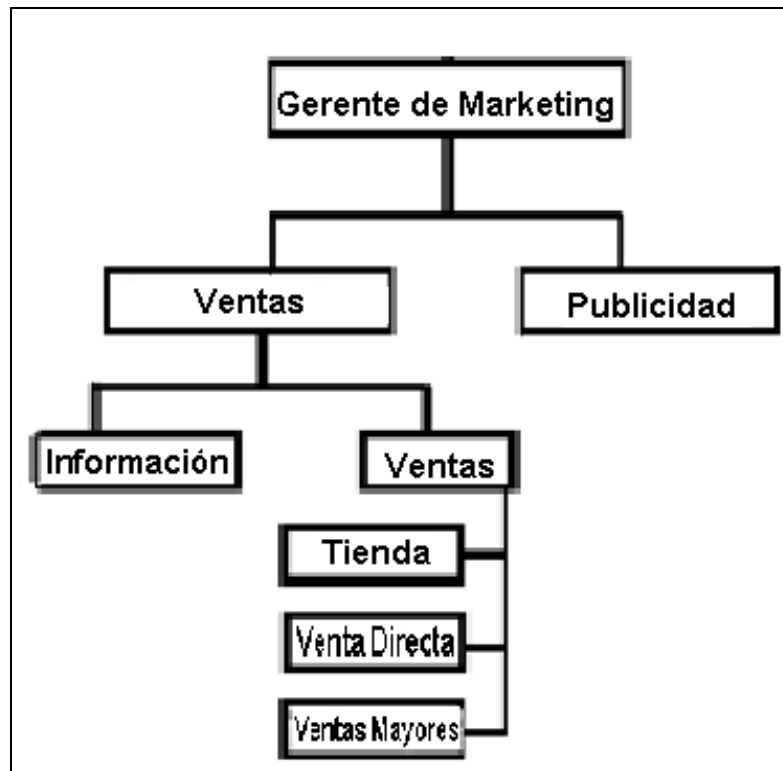 Gerente de Marketing
Ventas
Publicidad
Información
Ventas
Tienda
Venta Directa
Ventas Mayores